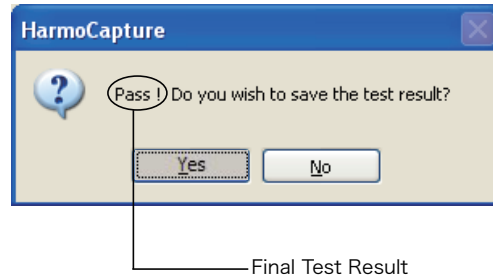 HarmoCapture
Pass ! Do you wish to save the test result?
Yes
No
Final Test Result